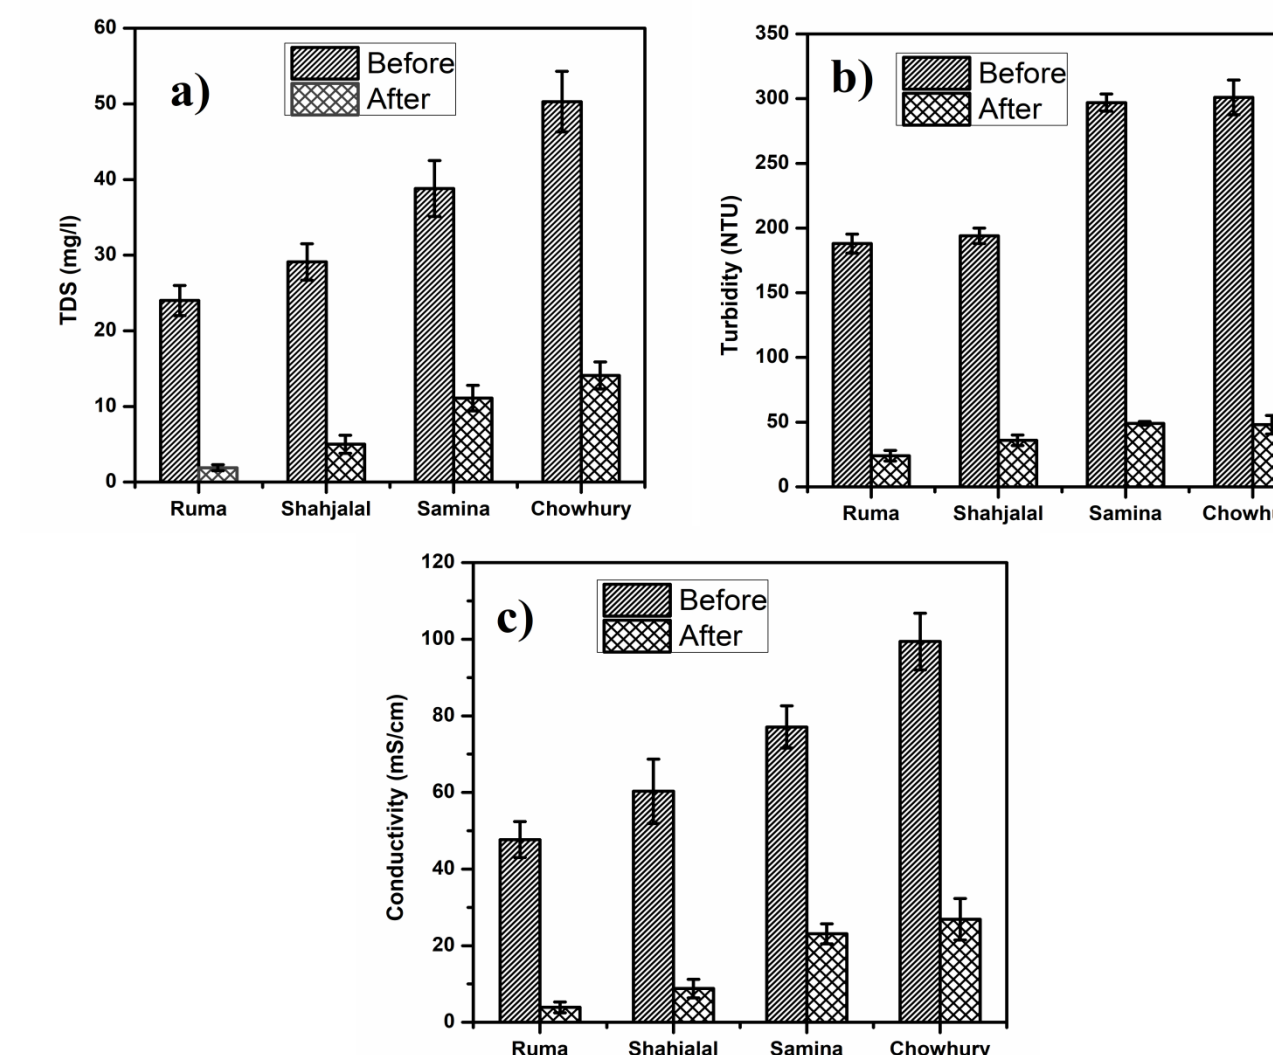 a)
Before
After
TDS (mg/l)
60
50
40
30
20
10
0
Ruma Shahjalal Samina Chowhury
b)
Before
After
Turbidity (NTU)
350
300
250
200
150
100
50
0
Ruma Shahjalal Samina Chowhu
c)
Before
After
Conductivity (mS/cm)
120
100
80
60
40
20
0
Ruma Shahjalal Samina Chowhury